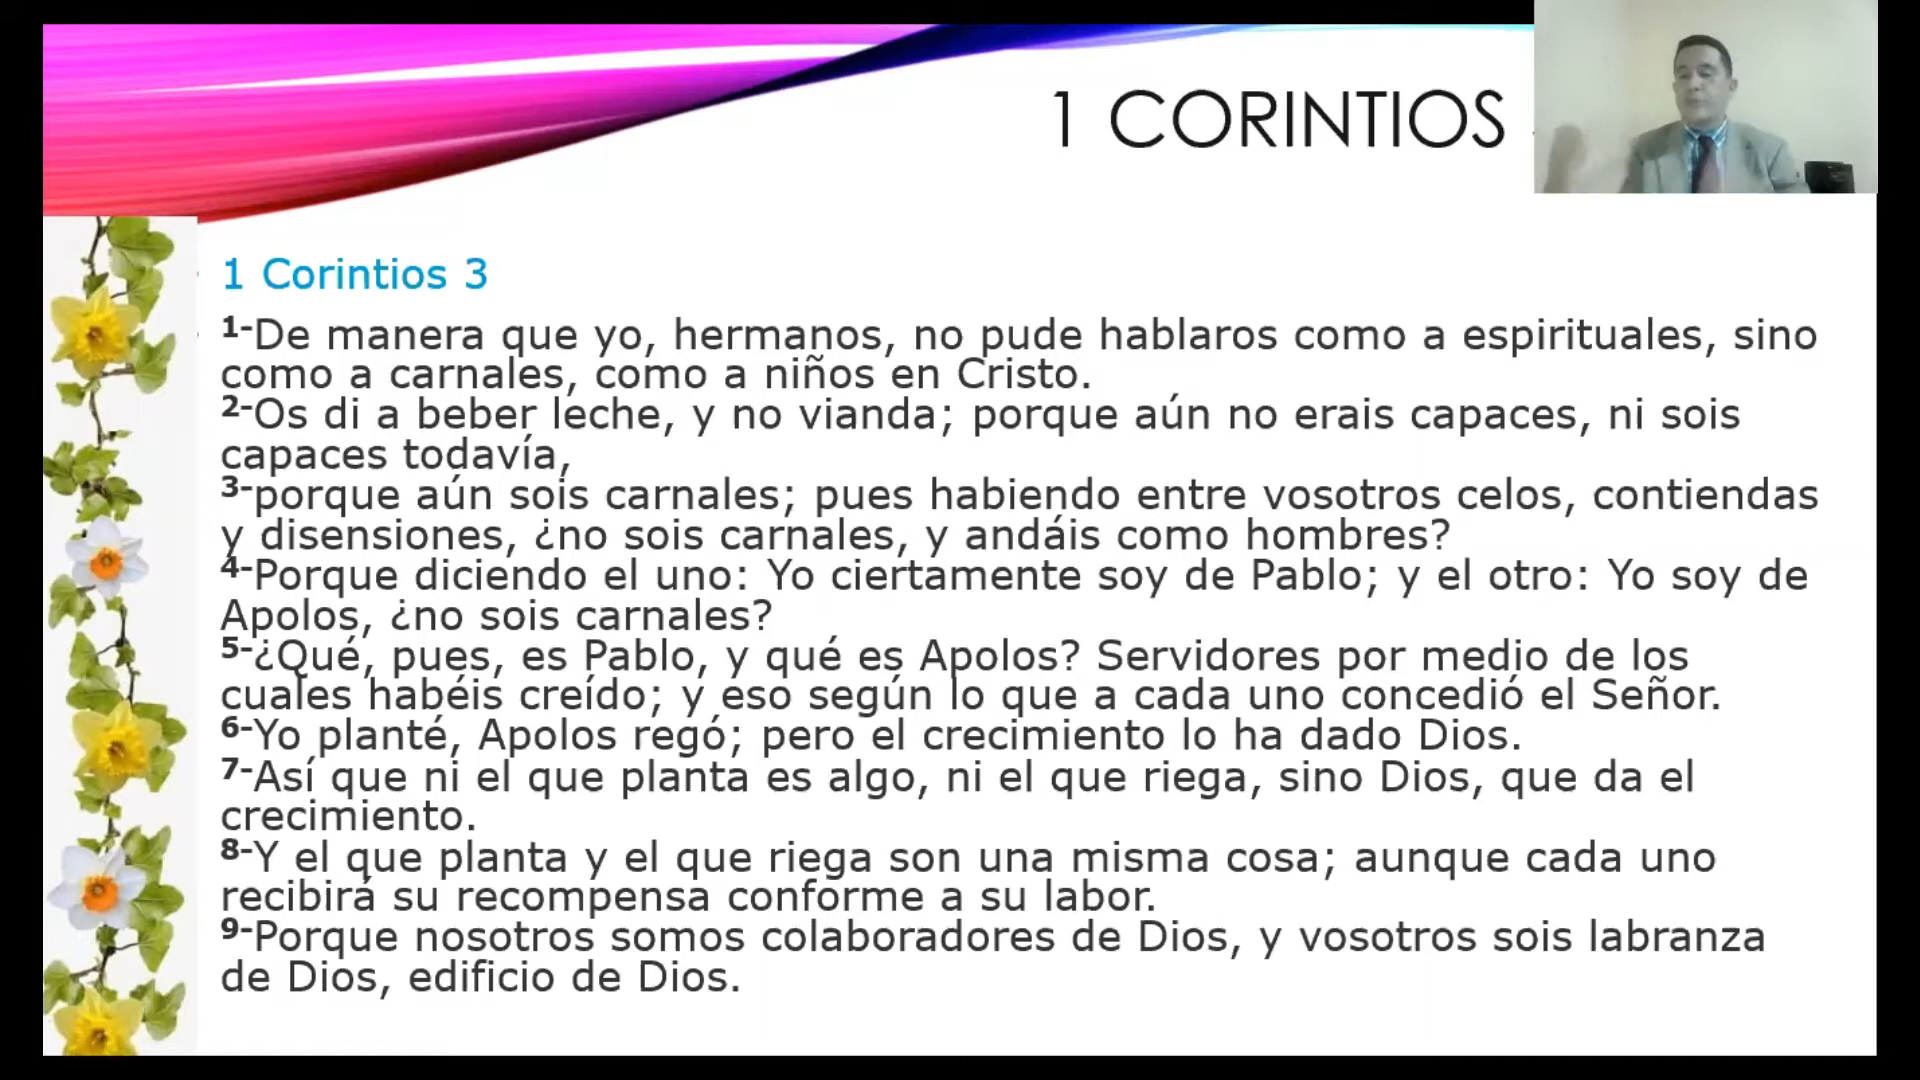 1 CORINTIOS
1 Corintios 3
1-De manera que yo, hermanos, no pude hablaros como a espirituales, sino
como a carnales, como a niños en Cristo.
2-Os di a beber leche, y no vianda; porque aún no erais capaces, ni sois
capaces todavía,
3-porque aún sois carnales; pues habiendo entre vosotros celos, contiendas
y disensiones, ¿no sois carnales, y andáis como hombres?
4-Porque diciendo el uno: Yo ciertamente soy de Pablo; y el otro: Yo soy de
Apolos, ¿no sois carnales?
5-¿Qué, pues, es Pablo, y qué es Apolos? Servidores por medio de los
cuales habéis creído; y eso según lo que a cada uno concedió el Señor.
6-Yo planté, Apolos regó; pero el crecimiento lo ha dado Dios.
7-Así que ni el que planta es algo, ni el que riega, sino Dios, que da el
crecimiento.
8-Y el que planta y el que riega son una misma cosa; aunque cada uno
recibirá su recompensa conforme a su labor.
9-Porque nosotros somos colaboradores de Dios, y vosotros sois labranza
de Dios, edificio de Dios.